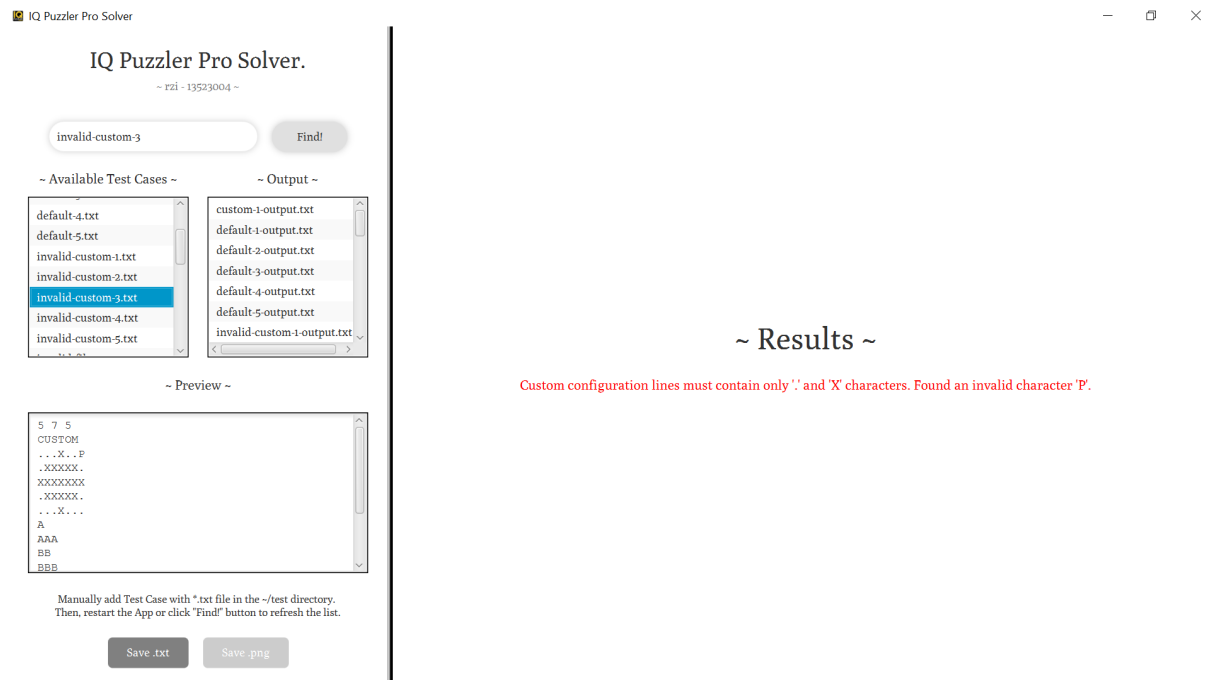 IQ Puzzler Pro Solver
IQ Puzzler Pro Solver.
~ rzi - 13523004 ~
invalid-custom-3
Find!
~ Available Test Cases ~
default-4.txt
default-5.txt
invalid-custom-1.txt
invalid-custom-2.txt
invalid-custom-3.txt
invalid-custom-4.txt
invalid-custom-5.txt
~ Output ~
custom-1-output.txt
default-1-output.txt
default-2-output.txt
default-3-output.txt
default-4-output.txt
default-5-output.txt
invalid-custom-1-output.txt
~ Preview ~
5 7 5
CUSTOM
...X..P
.XXXXX.
XXXXXXX
.XXXXX.
...X...
A
AAA
BB
BBB
Manually add Test Case with *.txt file in the ~/test directory.
Then, restart the App or click "Find!" button to refresh the list.
Save .txt
Save .png
~ Results ~
Custom configuration lines must contain only '.' and 'X' characters. Found an invalid character 'P'.